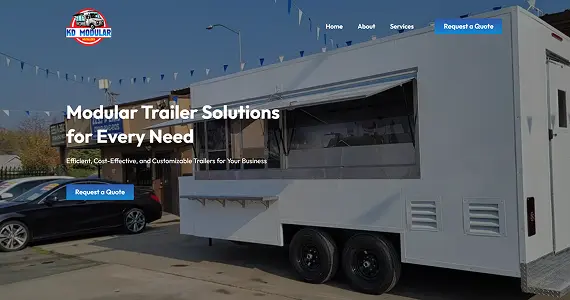 KD MODULAR
Home
About
Services
Request a Quote
Modular Trailer Solutions
for Every Need
Efficient, Cost-Effective, and Customizable Trailers for Your Business
Request a Quote